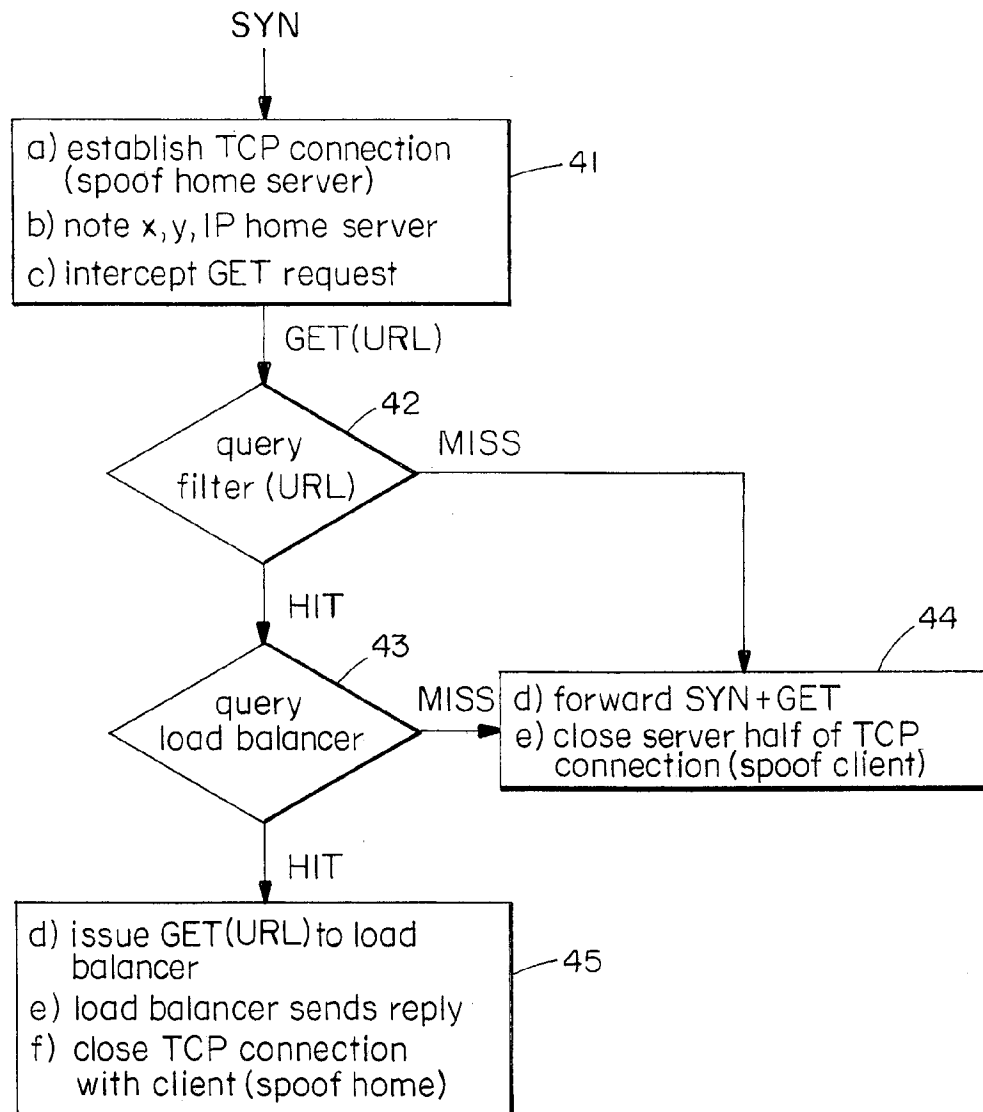 SYN
a) establish TCP connection
(spoof home server)
b) note x, y, IP home server
c) intercept GET request
41
GET(URL)
42
query
filter (URL)
MISS
HIT
43
query
load balancer
MISS
44
d) forward SYN+GET
e) close server half of TCP
connection (spoof client)
HIT
d) issue GET(URL) to load
balancer
e) load balancer sends reply
f) close TCP connection
with client (spoof home)
45